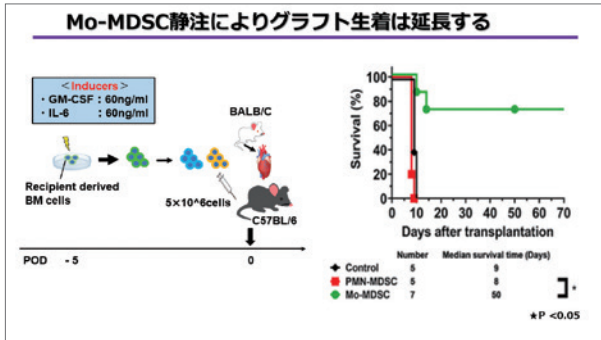 Mo-MDSC静注によりグラフト生着は延長する
＜Inducers＞
・GM-CSF：60ng/ml
・IL-6　：60ng/ml
BALB/C
Recipient derived
BM cells
5×10^6cells
C57BL/6
POD
- 5
0
Survival (%)
100
80
60
40
20
0
0 10 20 30 40 50 60 70
Days after transplantation
Number Median survival time (Days)
Control 5 9
PMN-MDSC 5 8
Mo-MDSC 7 50
*
★P <0.05